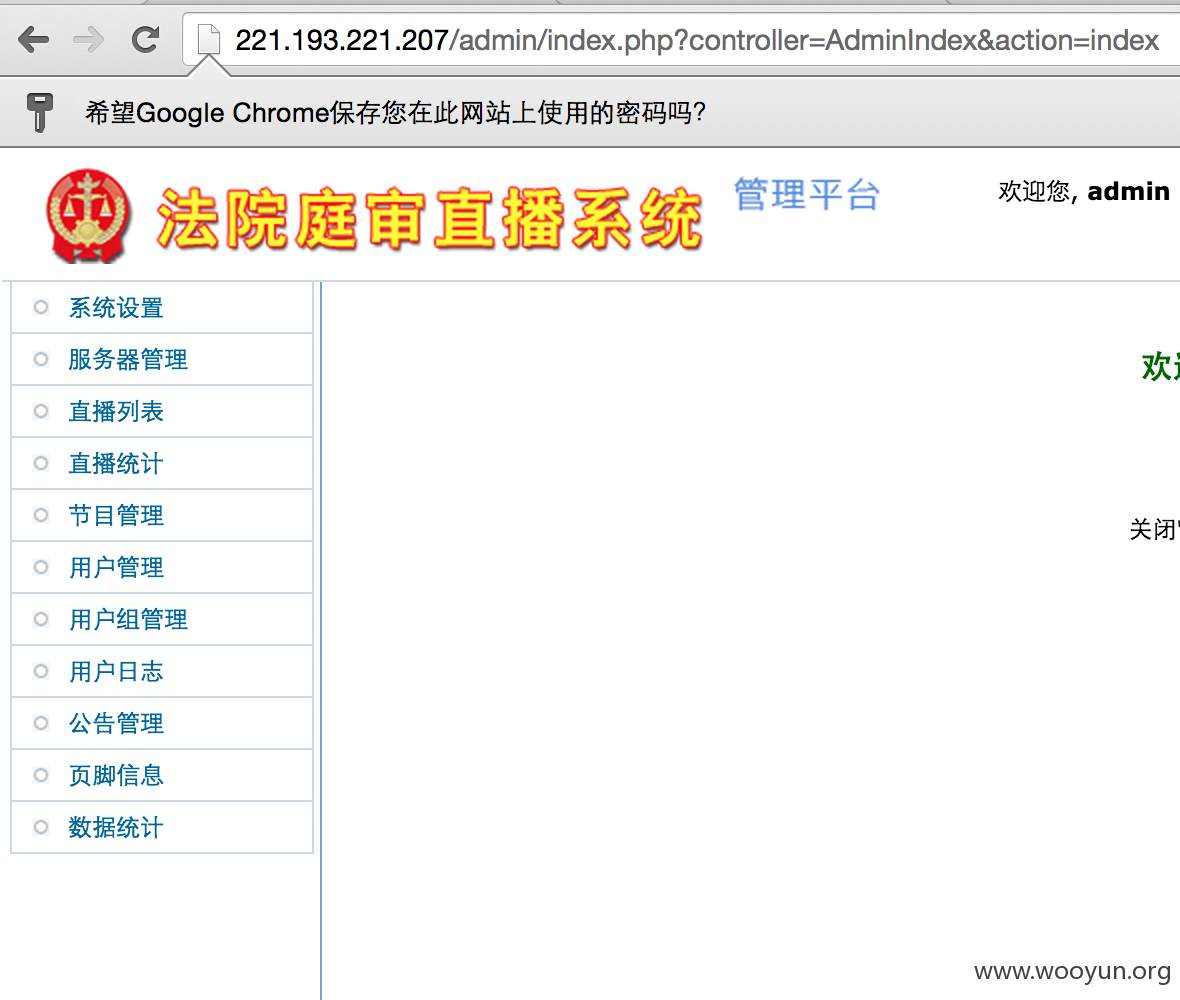 221.193.221.207/admin/index.php?controller=AdminIndex&action=index
希望Google Chrome保存您在此网站上使用的密码吗?
法院庭审直播系统 管理平台 欢迎您, admin
系统设置
服务器管理
欢
直播列表
直播统计
节目管理
关闭"
用户管理
用户组管理
用户日志
公告管理
页脚信息
数据统计
www.wooyun.org